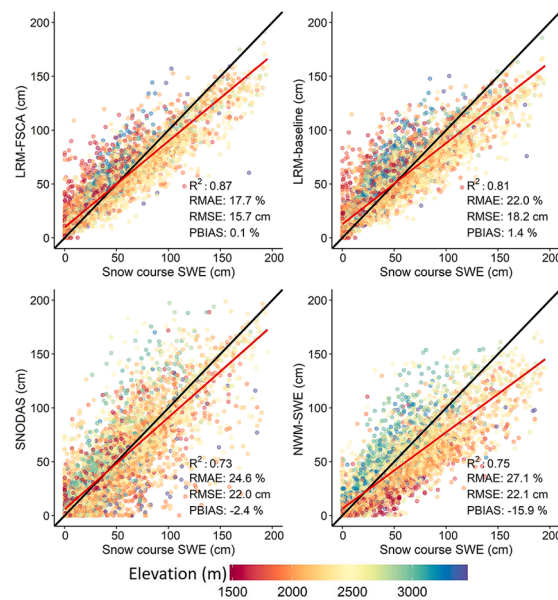 200
150
100
50
0
LRM-FSCA (cm)
R² : 0.87
RMAE: 17.7 %
RMSE: 15.7 cm
PBIAS: 0.1 %
0 50 100 150 200
Snow course SWE (cm)
200
150
100
50
0
LRM-baseline (cm)
R² : 0.81
RMAE: 22.0 %
RMSE: 18.2 cm
PBIAS: 1.4 %
0 50 100 150 200
Snow course SWE (cm)
200
150
100
50
0
SNODAS (cm)
R² : 0.73
RMAE: 24.6 %
RMSE: 22.0 cm
PBIAS: -2.4 %
0 50 100 150 200
Snow course SWE (cm)
200
150
100
50
0
NWM-SWE (cm)
R² : 0.75
RMAE: 27.1 %
RMSE: 22.1 cm
PBIAS: -15.9 %
0 50 100 150 200
Snow course SWE (cm)
Elevation (m)
1500 2000 2500 3000